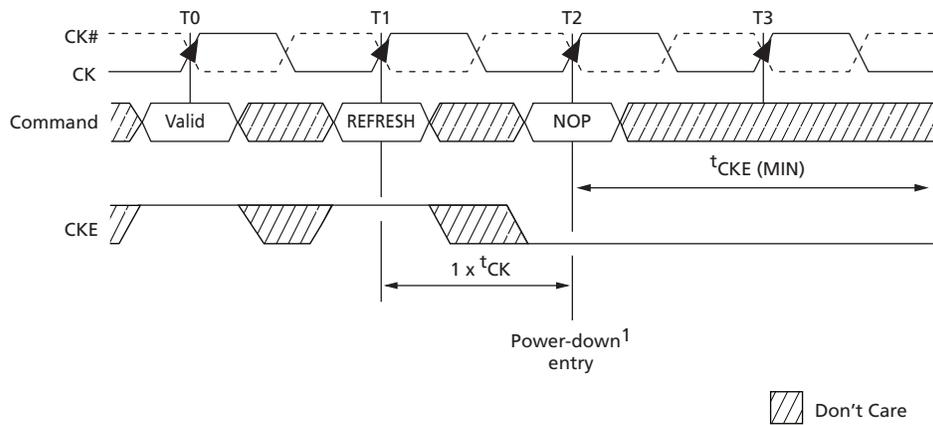 T0 T1 T2 T3
CK#
CK
Command Valid REFRESH NOP
tCKE (MIN)
CKE
1 x tCK
Power-down1
entry
Don't Care